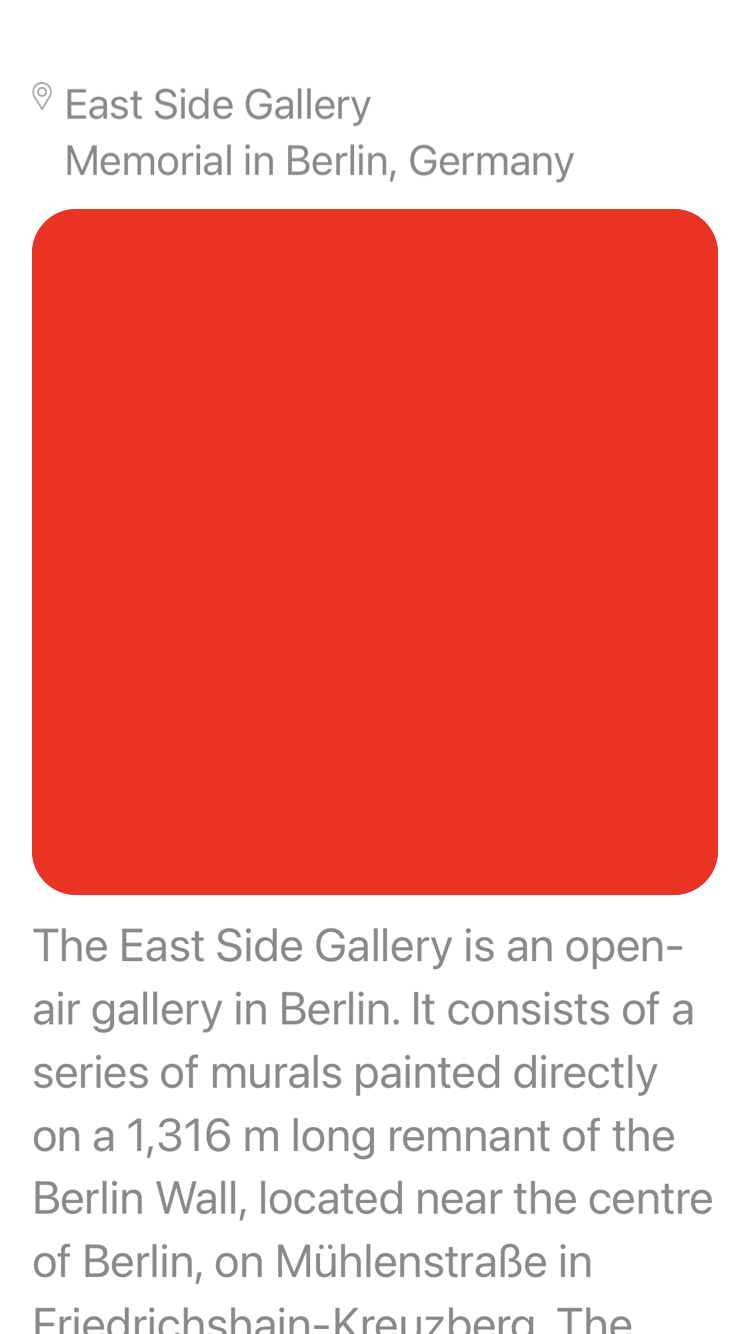 East Side Gallery
Memorial in Berlin, Germany
The East Side Gallery is an open-
air gallery in Berlin. It consists of a
series of murals painted directly
on a 1,316 m long remnant of the
Berlin Wall, located near the centre
of Berlin, on Mühlenstraße in
Friedrichshain-Kreuzberg. The